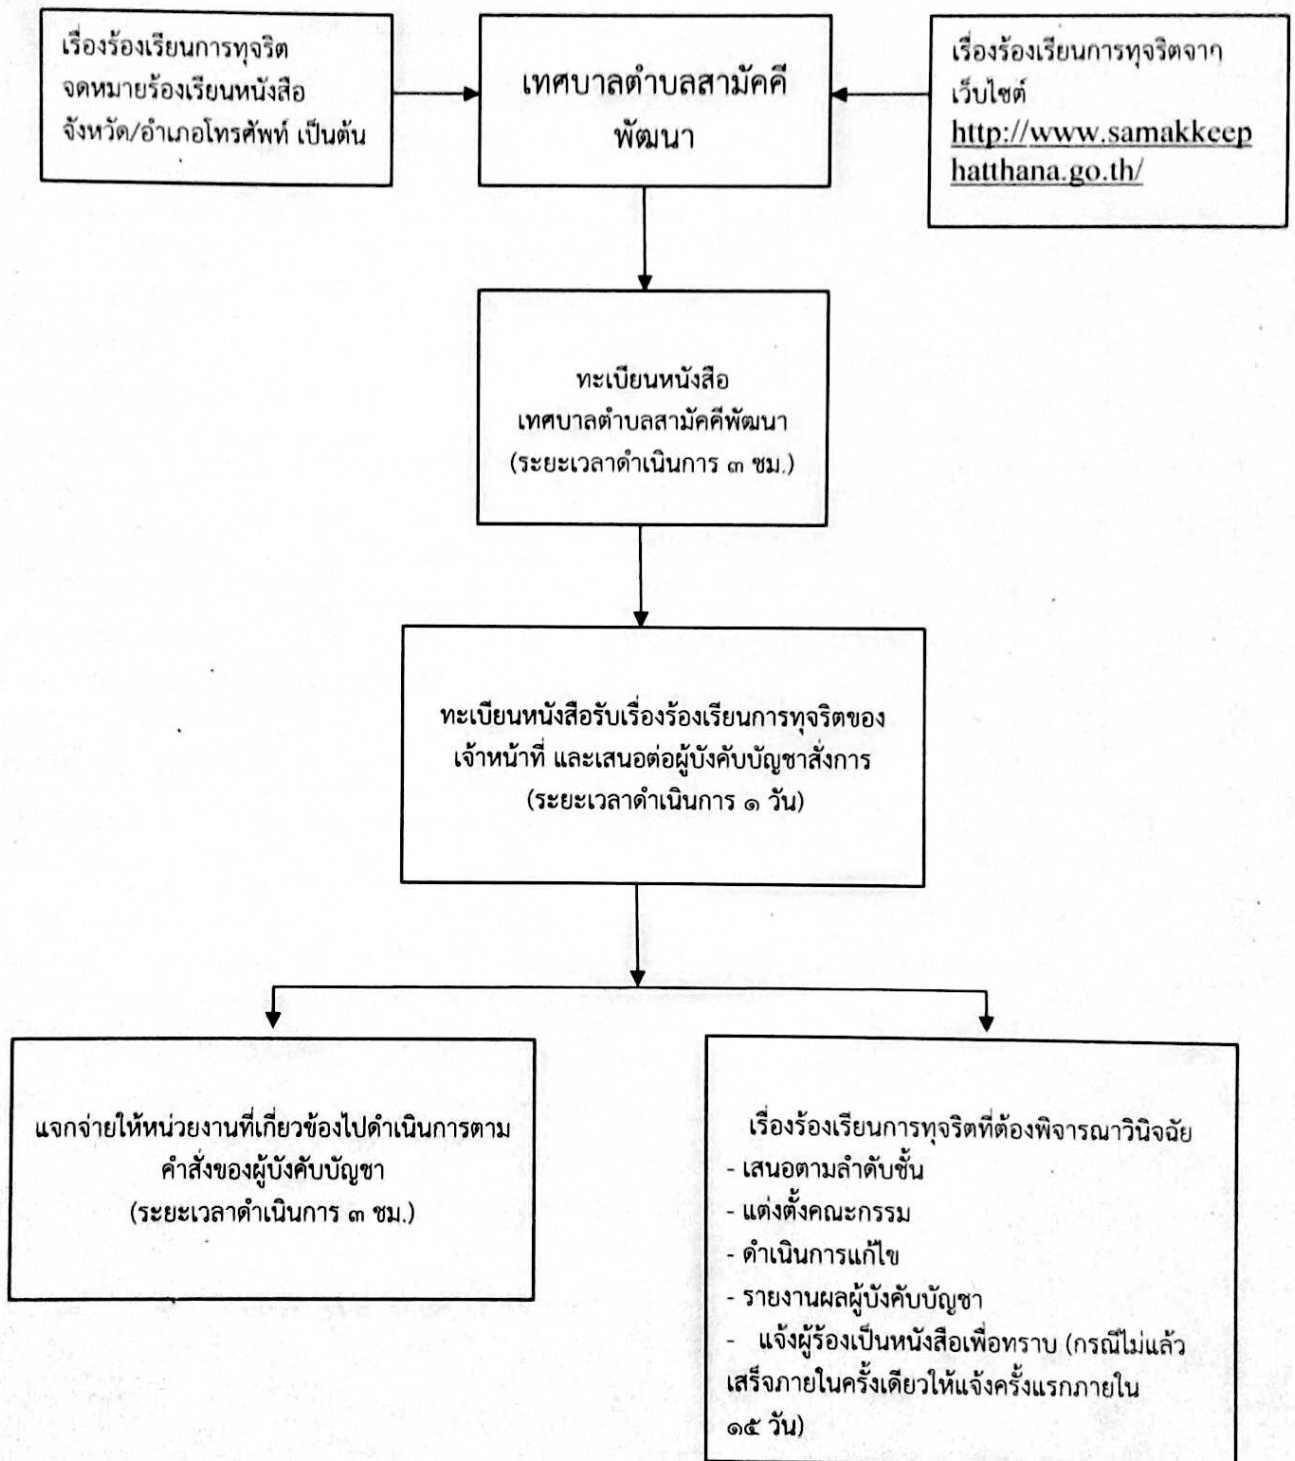 เรื่องร้องเรียนการทุจริต
จดหมายร้องเรียนหนังสือ
จังหวัด/อำเภอโทรศัพท์ เป็นต้น
เทศบาลตำบลสามัคคี
พัฒนา
เรื่องร้องเรียนการทุจริตจาก
เว็บไซต์
http://www.samakkeep
hatthana.go.th/
ทะเบียนหนังสือ
เทศบาลตำบลสามัคคีพัฒนา
(ระยะเวลาดำเนินการ ๓ ชม.)
ทะเบียนหนังสือรับเรื่องร้องเรียนการทุจริตของ
เจ้าหน้าที่ และเสนอต่อผู้บังคับบัญชาสั่งการ
(ระยะเวลาดำเนินการ ๑ วัน)
แจกจ่ายให้หน่วยงานที่เกี่ยวข้องไปดำเนินการตาม
คำสั่งของผู้บังคับบัญชา
(ระยะเวลาดำเนินการ ๓ ชม.)
เรื่องร้องเรียนการทุจริตที่ต้องพิจารณาวินิจฉัย
- เสนอตามลำดับชั้น
- แต่งตั้งคณะกรรม
- ดำเนินการแก้ไข
- รายงานผลผู้บังคับบัญชา
- แจ้งผู้ร้องเป็นหนังสือเพื่อทราบ (กรณีไม่แล้ว
เสร็จภายในครั้งเดียวให้แจ้งครั้งแรกภายใน
๑๕ วัน)